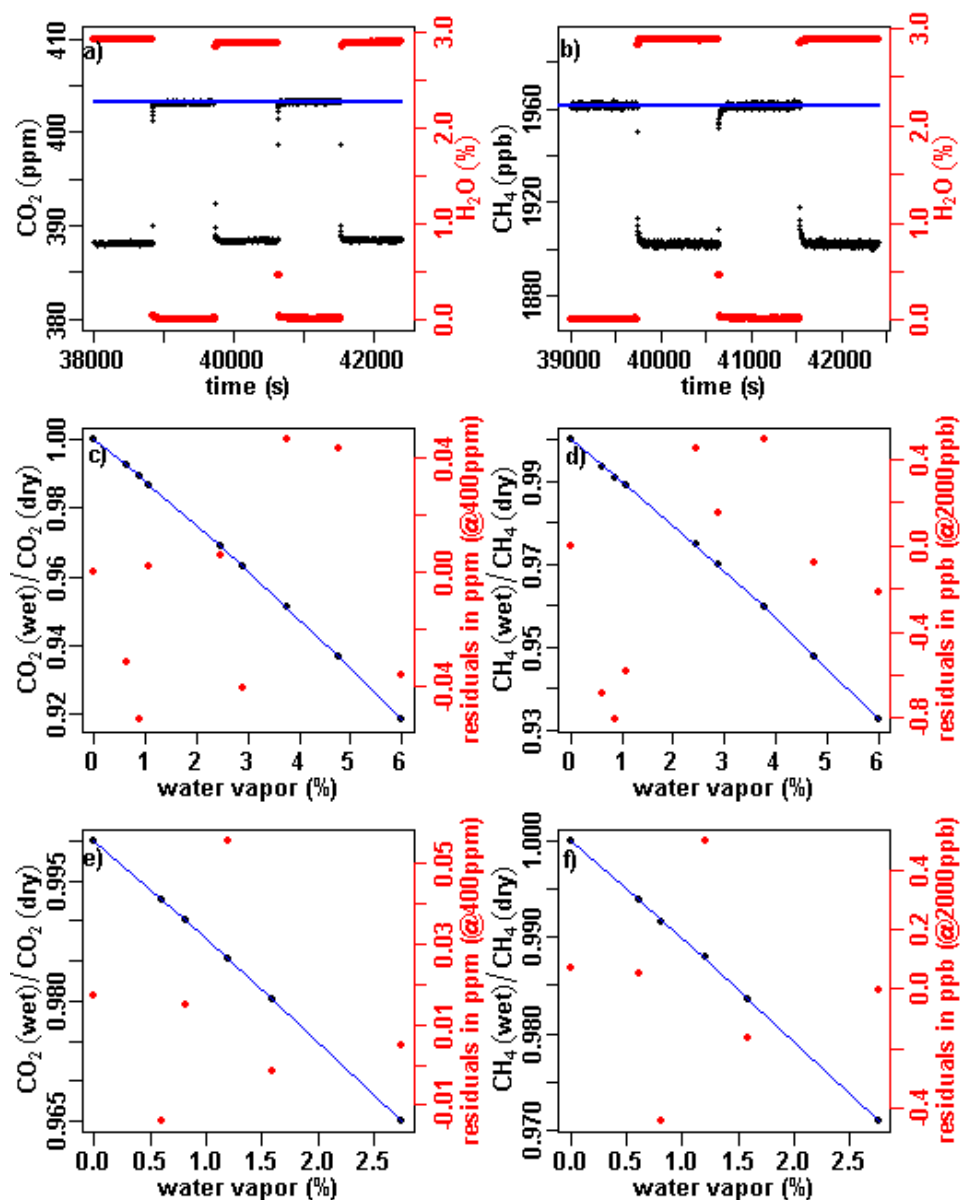 a)
CO₂ (ppm)
380 390 400 410
H₂O (%)
0.0 1.0 2.0 3.0
38000 40000 42000
time (s)
b)
CH₄ (ppb)
1880 1920 1960
H₂O (%)
0.0 1.0 2.0 3.0
39000 40000 41000 42000
time (s)
c)
CO₂ (wet)/ CO₂ (dry)
0.92 0.94 0.96 0.98 1.00
residuals in ppm (@400ppm)
-0.04 0.00 0.04
0 1 2 3 4 5 6
water vapor (%)
d)
CH₄ (wet)/ CH₄ (dry)
0.93 0.95 0.97 0.99
residuals in ppb (@2000ppb)
-0.8 -0.4 0.0 0.4
0 1 2 3 4 5 6
water vapor (%)
e)
CO₂ (wet)/ CO₂ (dry)
0.965 0.980 0.995
residuals in ppm (@400ppm)
-0.01 0.01 0.03 0.05
0.0 0.5 1.0 1.5 2.0 2.5
water vapor (%)
f)
CH₄ (wet)/ CH₄ (dry)
0.970 0.980 0.990 1.000
residuals in ppb (@2000ppb)
-0.4 0.0 0.2 0.4
0.0 0.5 1.0 1.5 2.0 2.5
water vapor (%)